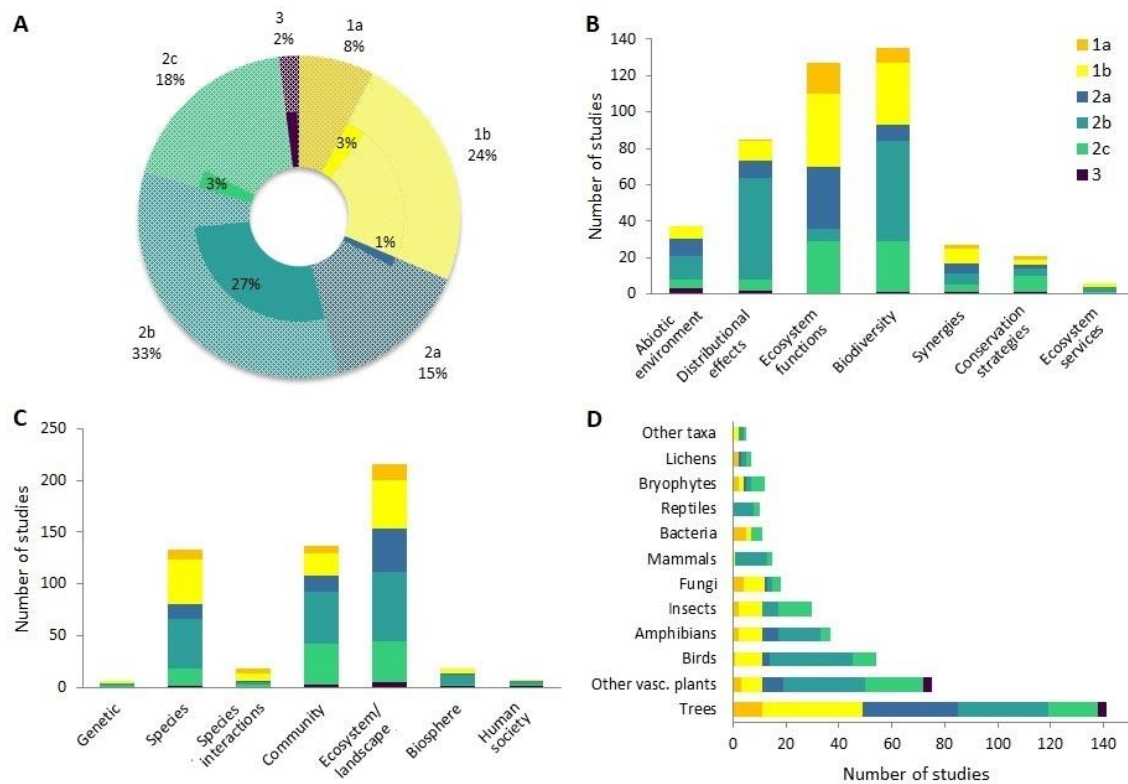 A
3
2%
1a
8%
2c
18%
1b
24%
3%
3%
1%
27%
2b
33%
2a
15%
B
Number of studies
140
120
100
80
60
40
20
0
1a
1b
2a
2b
2c
3
Abiotic
environment
Distributional
effects
Ecosystem
functions
Biodiversity
Synergies
Conservation
strategies
Ecosystem
services
C
Number of studies
250
200
150
100
50
0
Genetic
Species
Species
interactions
Community
Ecosystem/
landscape
Biosphere
Human
society
D
Other taxa
Lichens
Bryophytes
Reptiles
Bacteria
Mammals
Fungi
Insects
Amphibians
Birds
Other vasc. plants
Trees
0 20 40 60 80 100 120 140
Number of studies